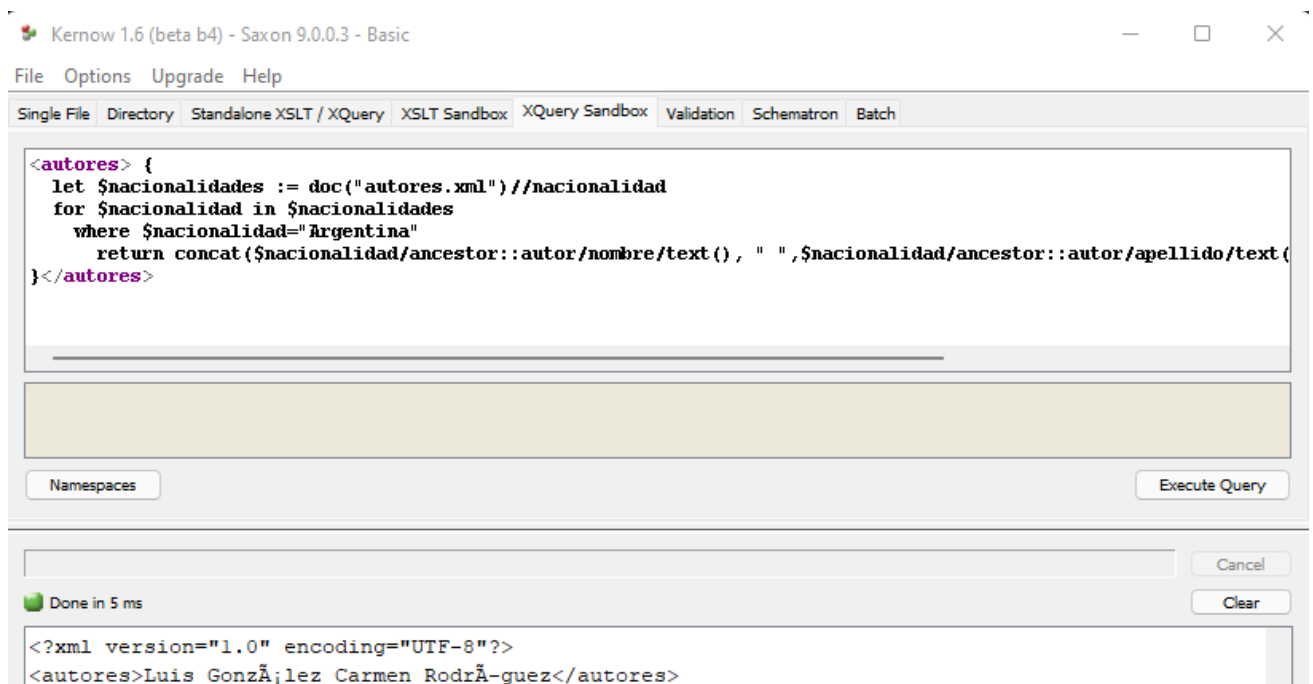 Kernow 1.6 (beta b4) - Saxon 9.0.0.3 - Basic
File Options Upgrade Help
Single File Directory Standalone XSLT / XQuery XSLT Sandbox XQuery Sandbox Validation Schematron Batch
<autores> {
let $nacionalidades := doc("autores.xml")//nacionalidad
for $nacionalidad in $nacionalidades
where $nacionalidad="Argentina"
return concat($nacionalidad/ancestor::autor/nombre/text(), " ",$nacionalidad/ancestor::autor/apellido/text(
}</autores>
Namespaces Execute Query
Cancel
Done in 5 ms Clear
<?xml version="1.0" encoding="UTF-8"?>
<autores>Luis GonzÃ¡lez Carmen RodrÃ-guez</autores>